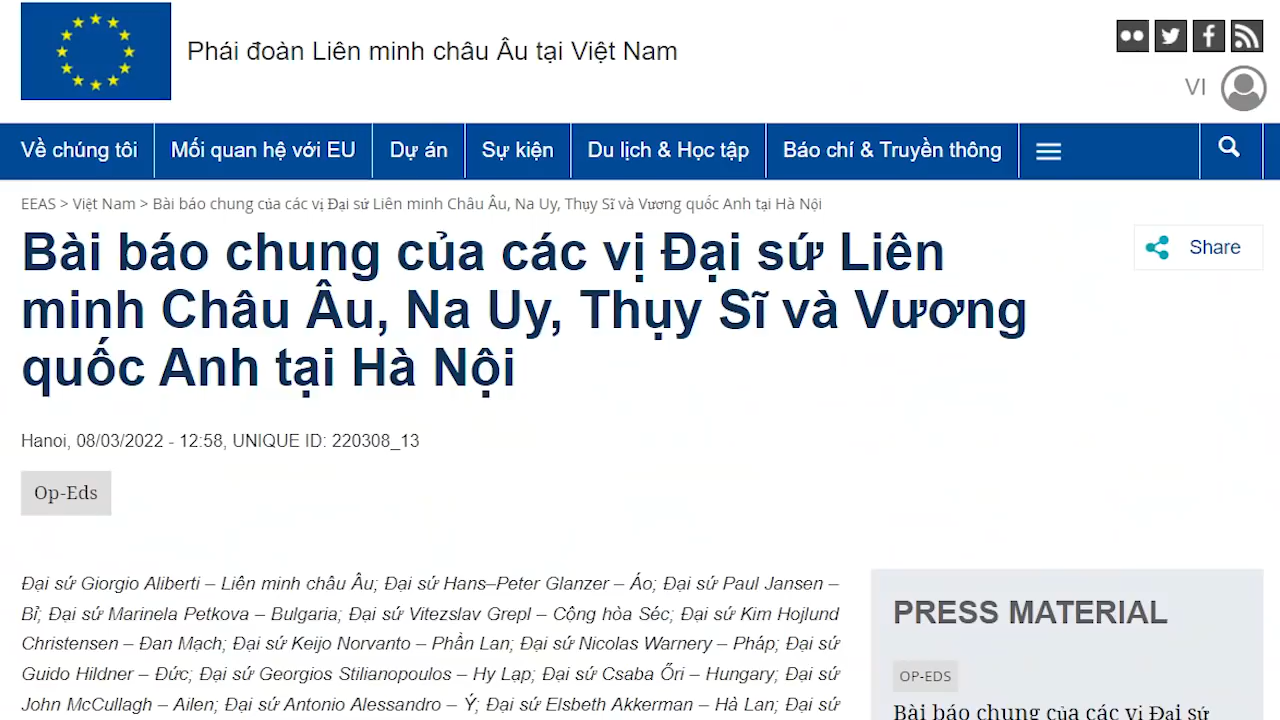 Phái đoàn Liên minh châu Âu tại Việt Nam
VI
Về chúng tôi
Mối quan hệ với EU
Dự án
Sự kiện
Du lịch & Học tập
Báo chí & Truyền thông
EEAS > Việt Nam > Bài báo chung của các vị Đại sứ Liên minh Châu Âu, Na Uy, Thụy Sĩ và Vương quốc Anh tại Hà Nội
Bài báo chung của các vị Đại sứ Liên
minh Châu Âu, Na Uy, Thụy Sĩ và Vương
quốc Anh tại Hà Nội
Share
Hanoi, 08/03/2022 - 12:58, UNIQUE ID: 220308_13
Op-Eds
Đại sứ Giorgio Aliberti – Liên minh châu Âu; Đại sứ Hans–Peter Glanzer – Áo; Đại sứ Paul Jansen –
Bỉ; Đại sứ Marinela Petkova – Bulgaria; Đại sứ Vitezslav Grepl – Cộng hòa Séc; Đại sứ Kim Hojlund
Christensen – Đan Mạch; Đại sứ Keijo Norvanto – Phần Lan; Đại sứ Nicolas Warnery – Pháp; Đại sứ
Guido Hildner – Đức; Đại sứ Georgios Stilianopoulos – Hy Lạp; Đại sứ Csaba Őri – Hungary; Đại sứ
John McCullagh – Ailen; Đại sứ Antonio Alessandro – Ý; Đại sứ Elsbeth Akkerman – Hà Lan; Đại sứ
PRESS MATERIAL
OP-EDS
Bài báo chung của các vị Đại sứ